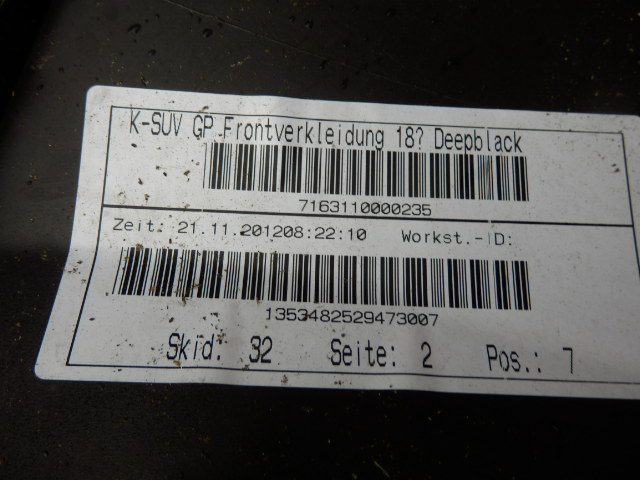 K-SUV GP Frontverkleidung 18? Deepblack
7163110000235
Zeit: 21.11.201208:22:10 Workst.-ID:
1353482529473007
Skid: 32 Seite: 2 Pos.: 7